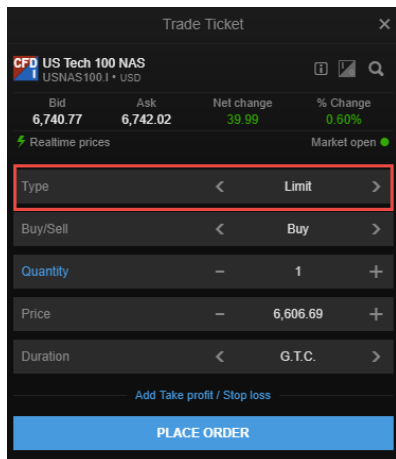 Trade Ticket ×
CFD US Tech 100 NAS
USNAS100.I • USD
Bid Ask Net change % Change
6,740.77 6,742.02 39.99 0.60%
Realtime prices Market open
Type < Limit >
Buy/Sell < Buy >
Quantity − 1 +
Price − 6,606.69 +
Duration < G.T.C. >
Add Take profit / Stop loss
PLACE ORDER